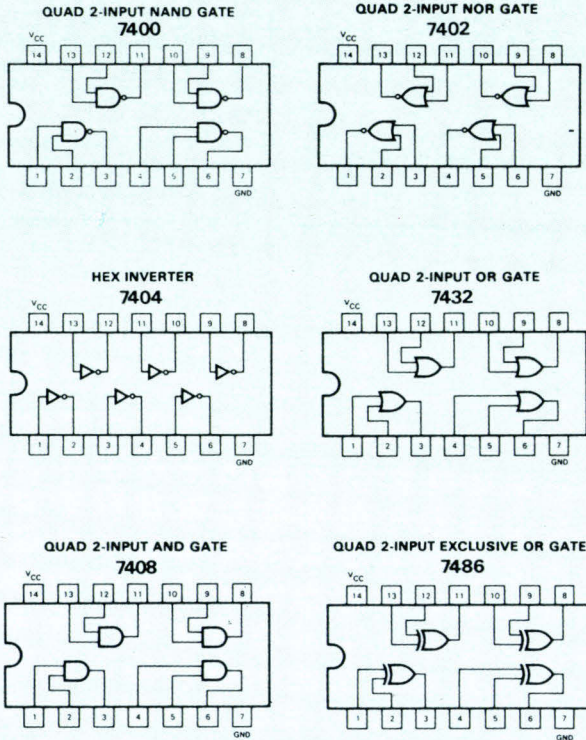 QUAD 2-INPUT NAND GATE
7400
VCC
14 13 12 11 10 9 8
1 2 3 4 5 6 7
GND
QUAD 2-INPUT NOR GATE
7402
14 13 12 11 10 9 8
1 2 3 4 5 6 7
GND
HEX INVERTER
7404
VCC
14 13 12 11 10 9 8
1 2 3 4 5 6 7
GND
QUAD 2-INPUT OR GATE
7432
VCC
14 13 12 11 10 9 8
1 2 3 4 5 6 7
GND
QUAD 2-INPUT AND GATE
7408
VCC
14 13 12 11 10 9 8
1 2 3 4 5 6 7
GND
QUAD 2-INPUT EXCLUSIVE OR GATE
7486
VCC
14 13 12 11 10 9 8
1 2 3 4 5 6 7
GND